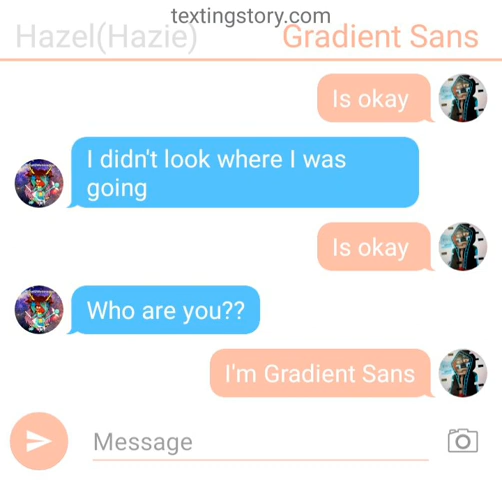 textingstory.com
Hazel(Hazie)
Gradient Sans
Is okay
I didn't look where I was
going
Is okay
Who are you??
I'm Gradient Sans
Message